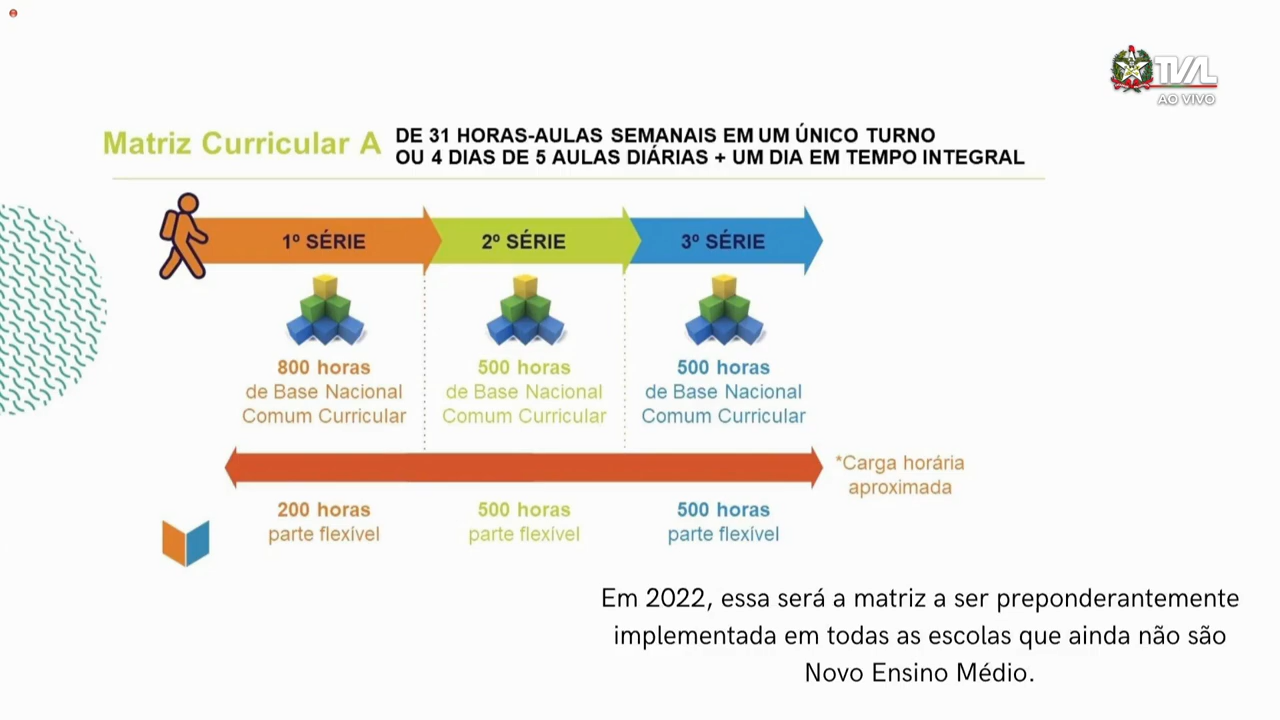 TVAL
AO VIVO
Matriz Curricular A
DE 31 HORAS-AULAS SEMANAIS EM UM ÚNICO TURNO
OU 4 DIAS DE 5 AULAS DIÁRIAS + UM DIA EM TEMPO INTEGRAL
1º SÉRIE
2º SÉRIE
3º SÉRIE
800 horas
de Base Nacional
Comum Curricular
500 horas
de Base Nacional
Comum Curricular
500 horas
de Base Nacional
Comum Curricular
*Carga horária
aproximada
200 horas
parte flexível
500 horas
parte flexível
500 horas
parte flexível
Em 2022, essa será a matriz a ser preponderantemente
implementada em todas as escolas que ainda não são
Novo Ensino Médio.